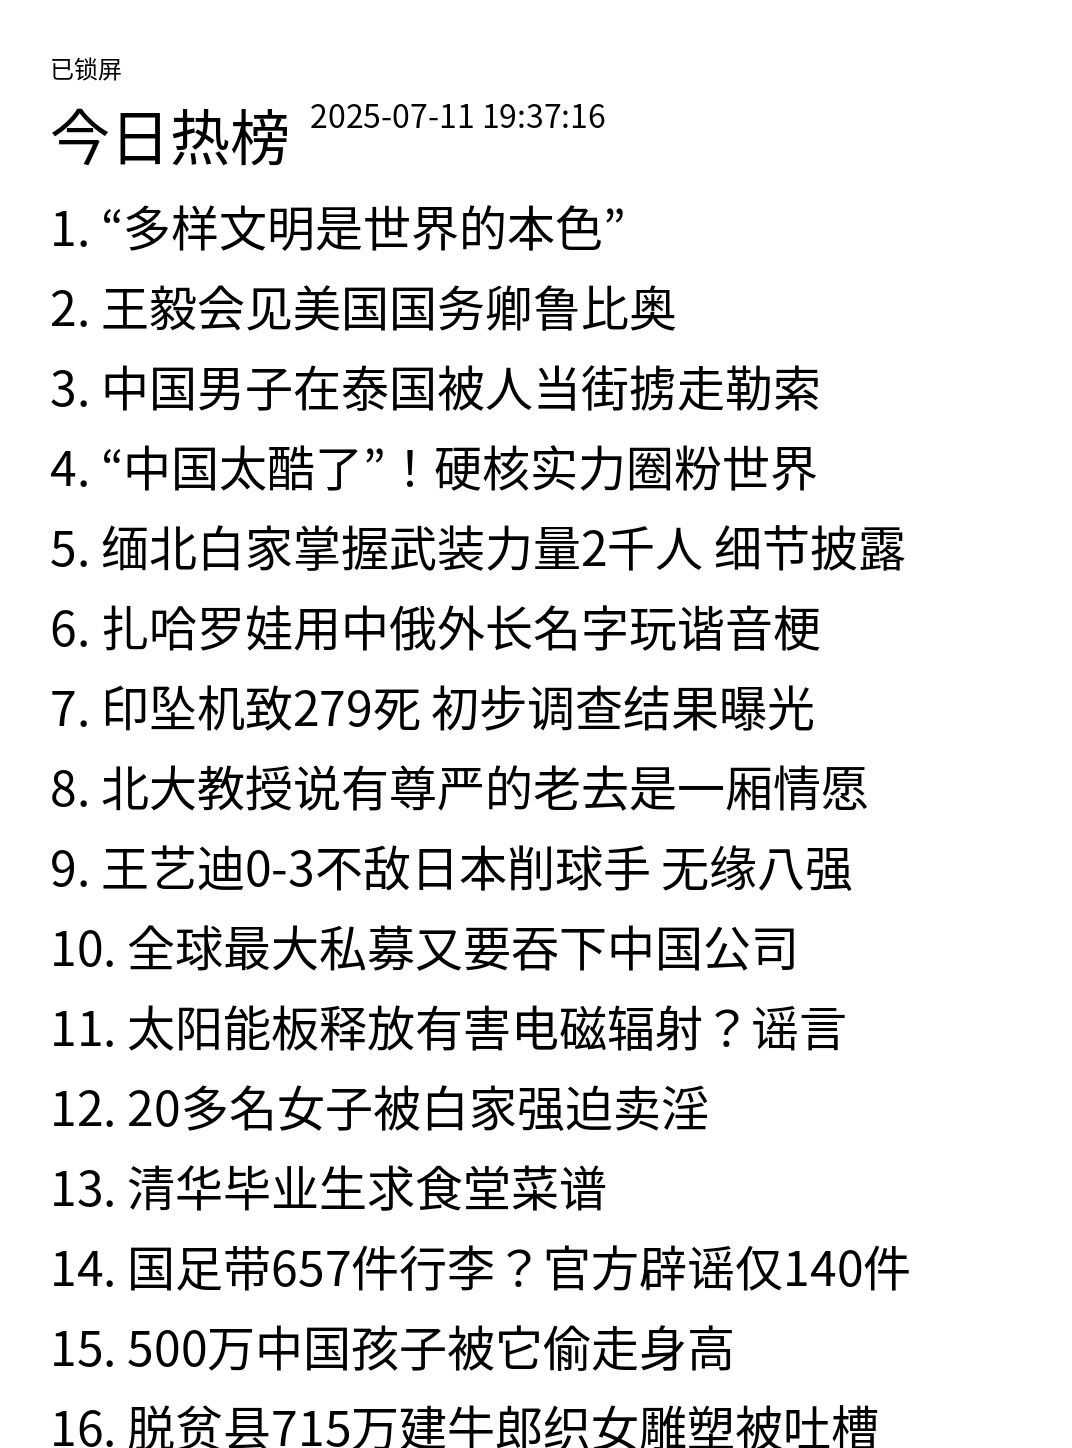 已锁屏
今日热榜 2025-07-11 19:37:16
1. “多样文明是世界的本色”
2. 王毅会见美国国务卿鲁比奥
3. 中国男子在泰国被人当街掳走勒索
4. “中国太酷了”！硬核实力圈粉世界
5. 缅北白家掌握武装力量2千人 细节披露
6. 扎哈罗娃用中俄外长名字玩谐音梗
7. 印坠机致279死 初步调查结果曝光
8. 北大教授说有尊严的老去是一厢情愿
9. 王艺迪0-3不敌日本削球手 无缘八强
10. 全球最大私募又要吞下中国公司
11. 太阳能板释放有害电磁辐射？谣言
12. 20多名女子被白家强迫卖淫
13. 清华毕业生求食堂菜谱
14. 国足带657件行李？官方辟谣仅140件
15. 500万中国孩子被它偷走身高
16. 脱贫县715万建牛郎织女雕塑被吐槽